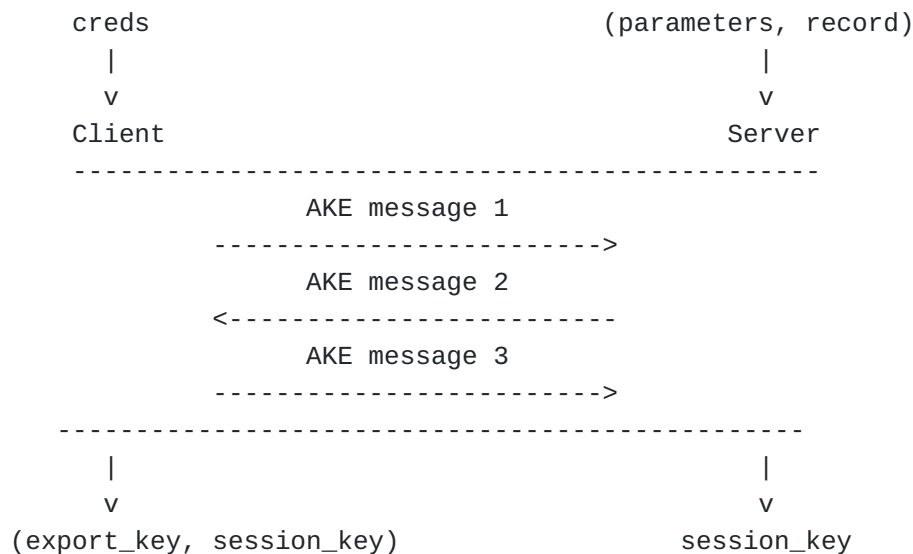 creds (parameters, record)
| |
v v
Client Server
------------------------------------------------
AKE message 1
------------------------->
AKE message 2
<-------------------------
AKE message 3
------------------------->
------------------------------------------------
| |
v v
(export_key, session_key) session_key